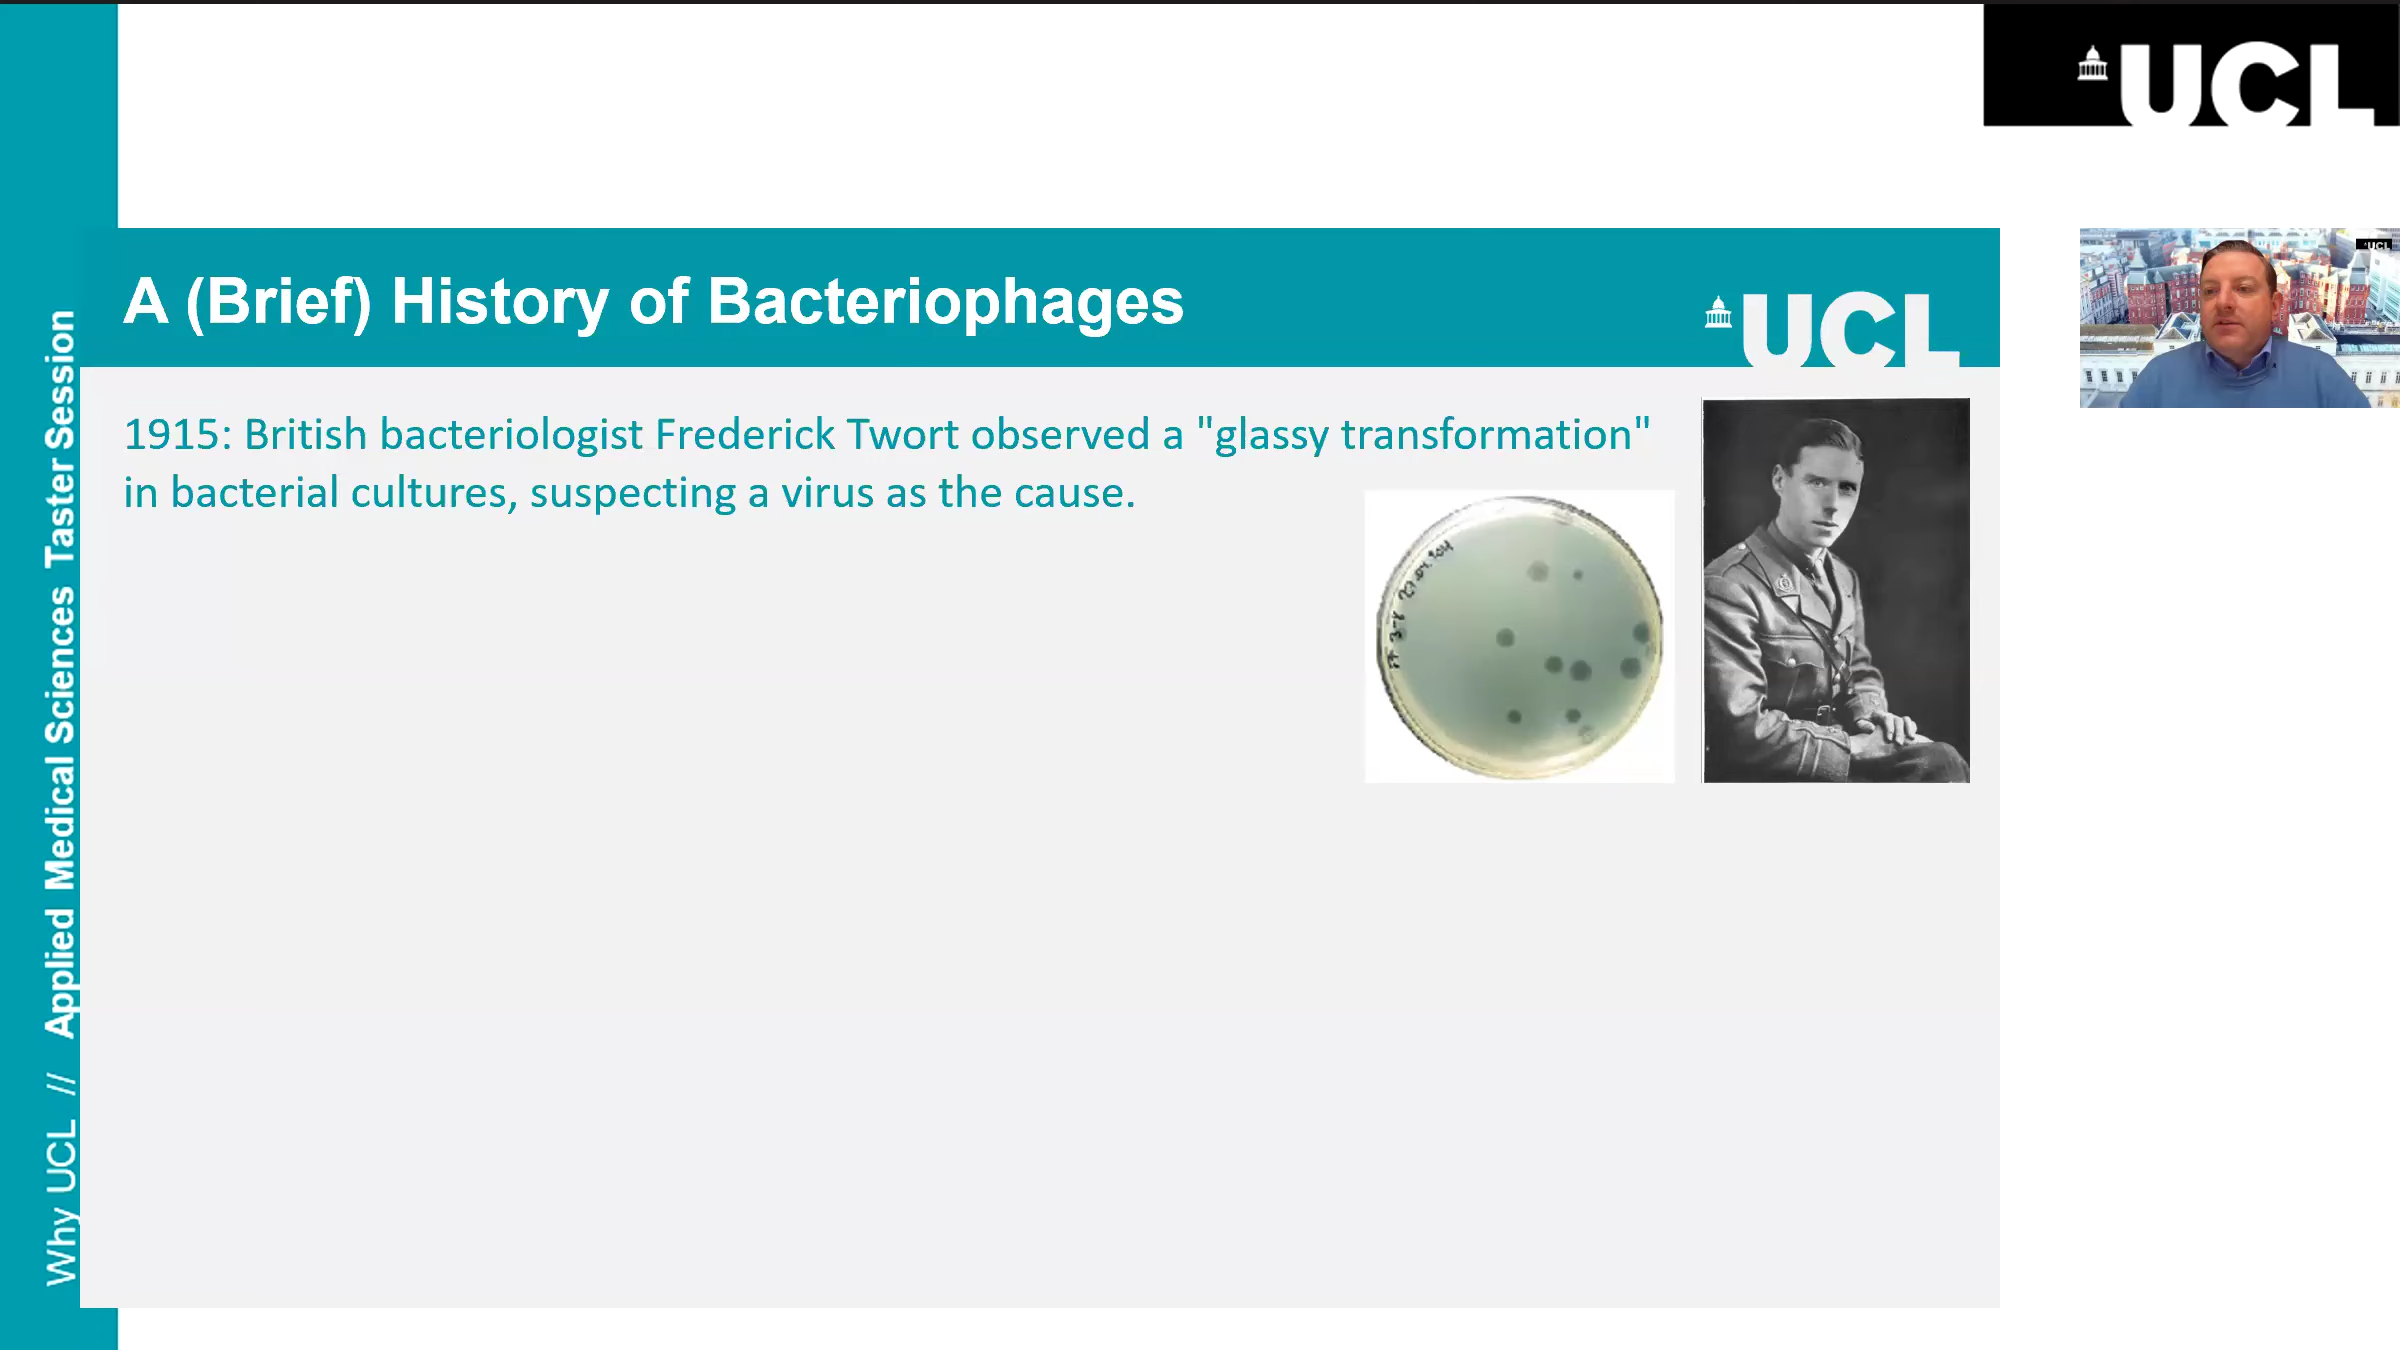 UCL
A (Brief) History of Bacteriophages
UCL
UCL
1915: British bacteriologist Frederick Twort observed a "glassy transformation"
in bacterial cultures, suspecting a virus as the cause.
Why UCL // Applied Medical Sciences Taster Session